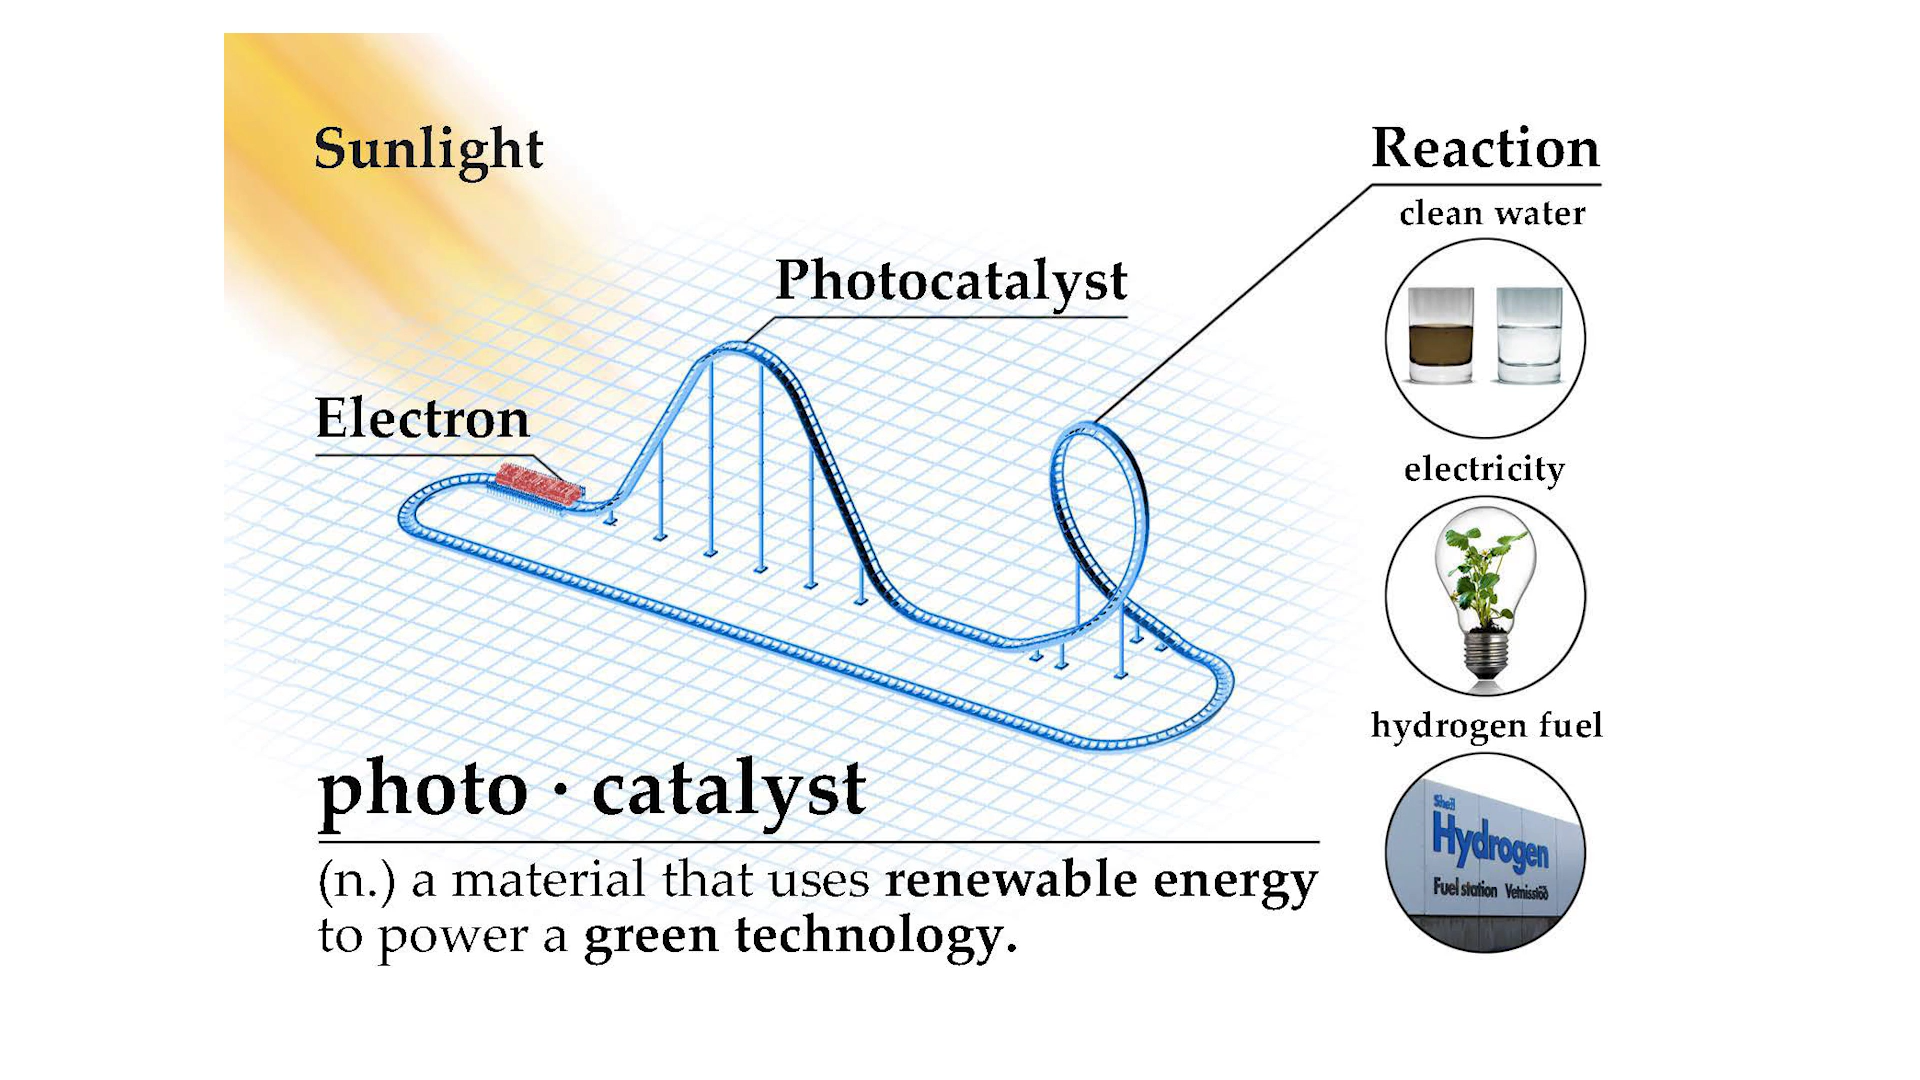 Sunlight
Reaction
clean water
Photocatalyst
Electron
electricity
hydrogen fuel
photo · catalyst
(n.) a material that uses renewable energy
to power a green technology.
Shell
Hydrogen
Fuel station Vetnisstöð